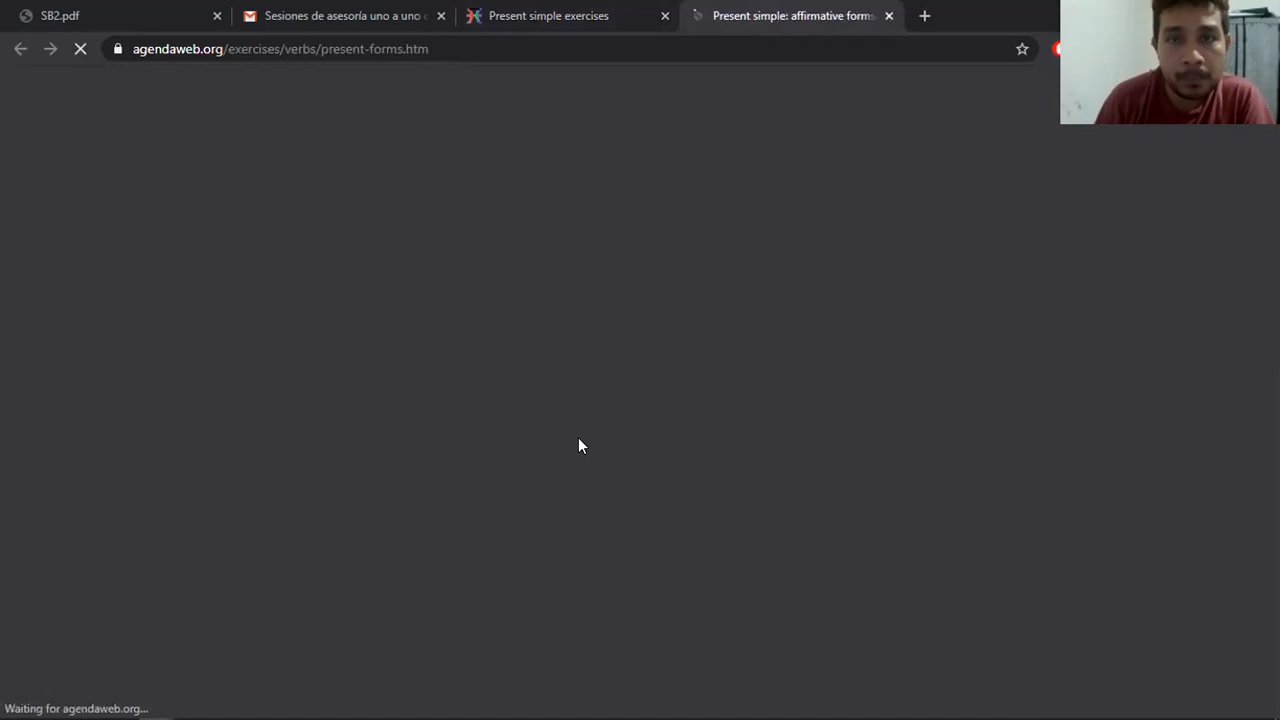 SB2.pdf
Sesiones de asesoría uno a uno
Present simple exercises
Present simple: affirmative forms
agendaweb.org/exercises/verbs/present-forms.htm
Waiting for agendaweb.org...